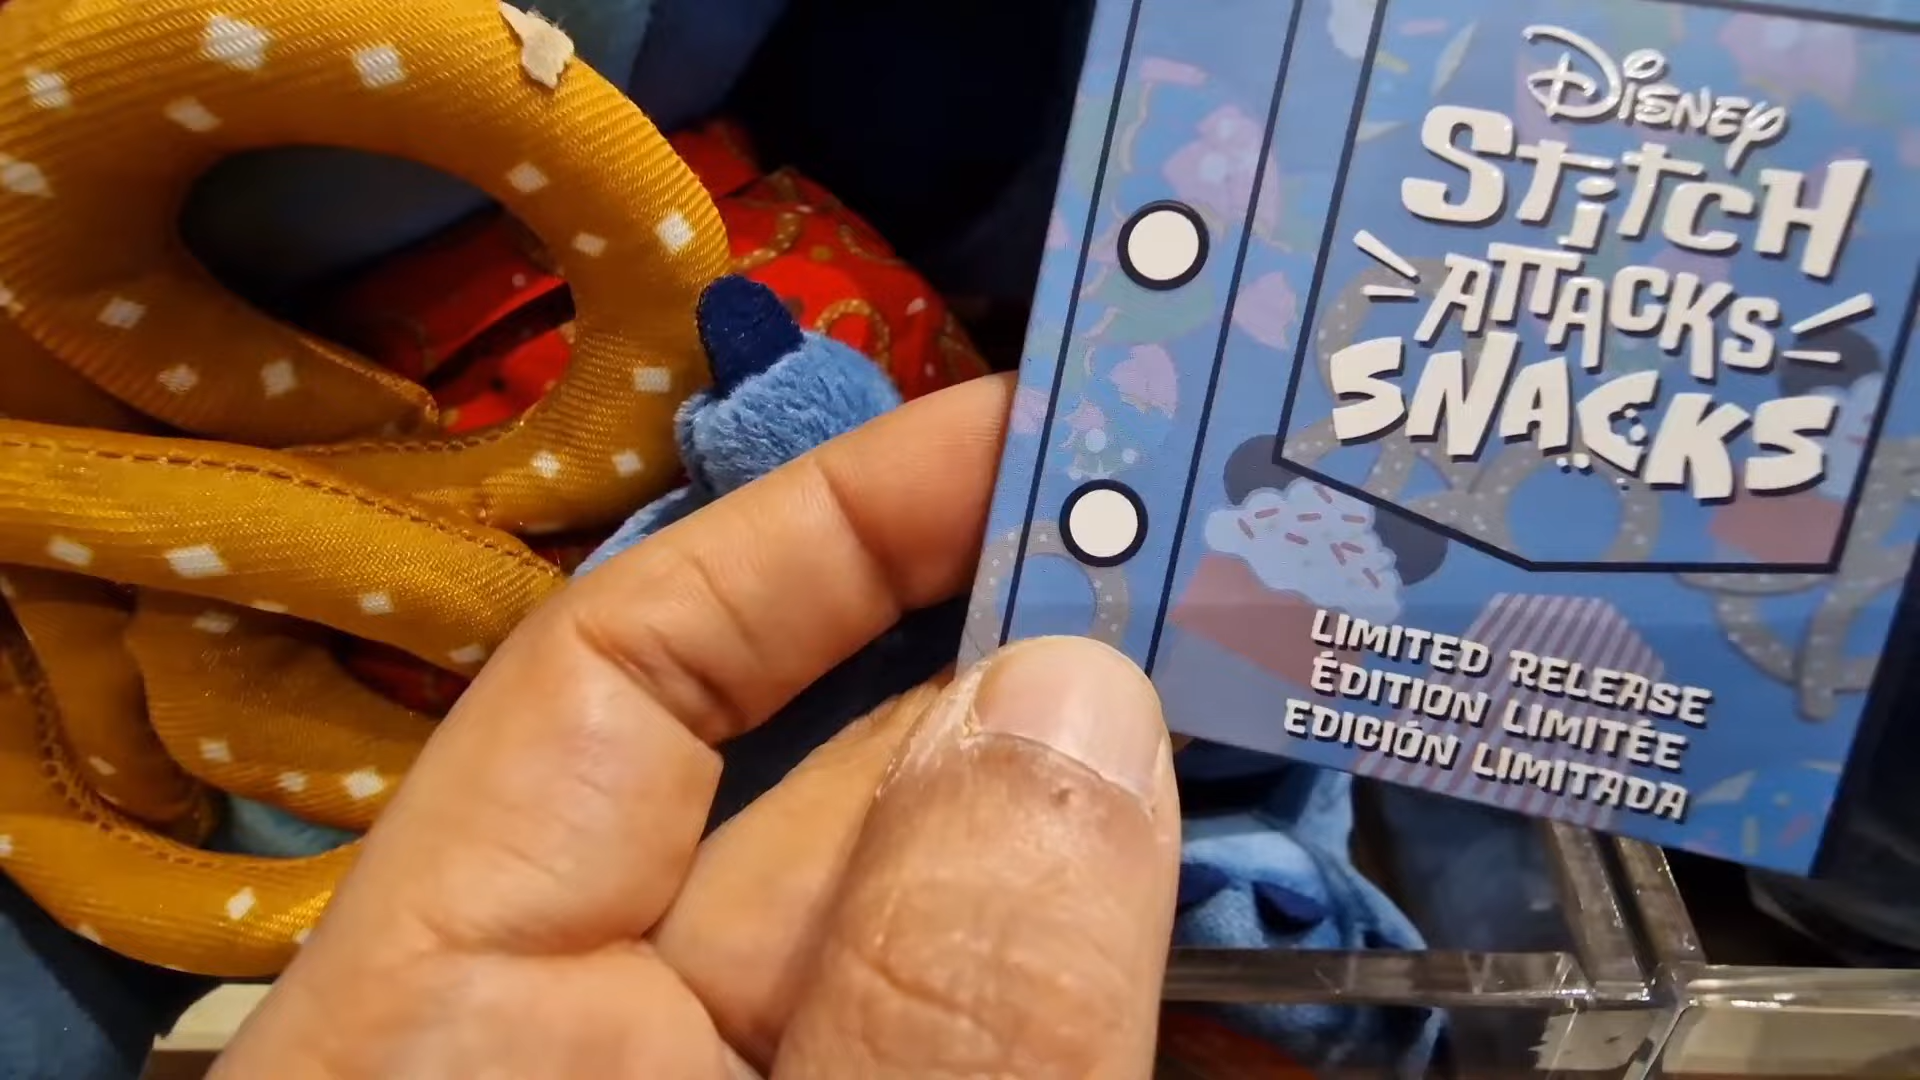 DISNEY
STITCH
ATTACKS
SNACKS
LIMITED RELEASE
ÉDITION LIMITÉE
EDICIÓN LIMITADA